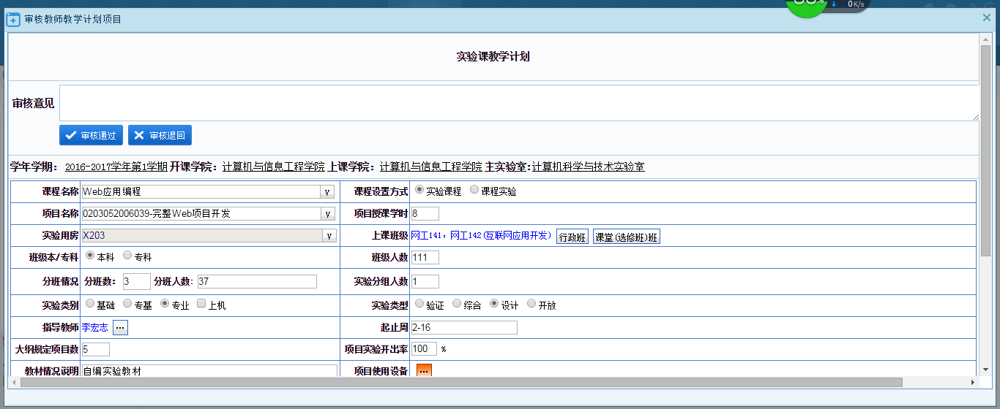 0K/s
审核教师教学计划项目
实验课教学计划
审核意见
审核通过 审核退回
学年学期： 2016-2017学年第1学期 开课学院： 计算机与信息工程学院 上课学院： 计算机与信息工程学院 主实验室:计算机科学与技术实验室
课程名称 Web应用编程 v 课程设置方式 实验课程 课程实验
项目名称 0203052006039-完整Web项目开发 v 项目授课学时 8
实验用房 X203 v 上课班级 网工141，网工142(互联网应用开发) 行政班 课堂(选修班)班
班级本/专科 本科 专科 班级人数 111
分班情况 分班数： 3 分班人数: 37 实验分组人数 1
实验类别 基础 专基 专业 上机 实验类型 验证 综合 设计 开放
指导教师 李宏志 ... 起止周 2-16
大纲规定项目数 5 项目实验开出率 100 %
教材情况说明 自编实验教材 项目使用设备 ...